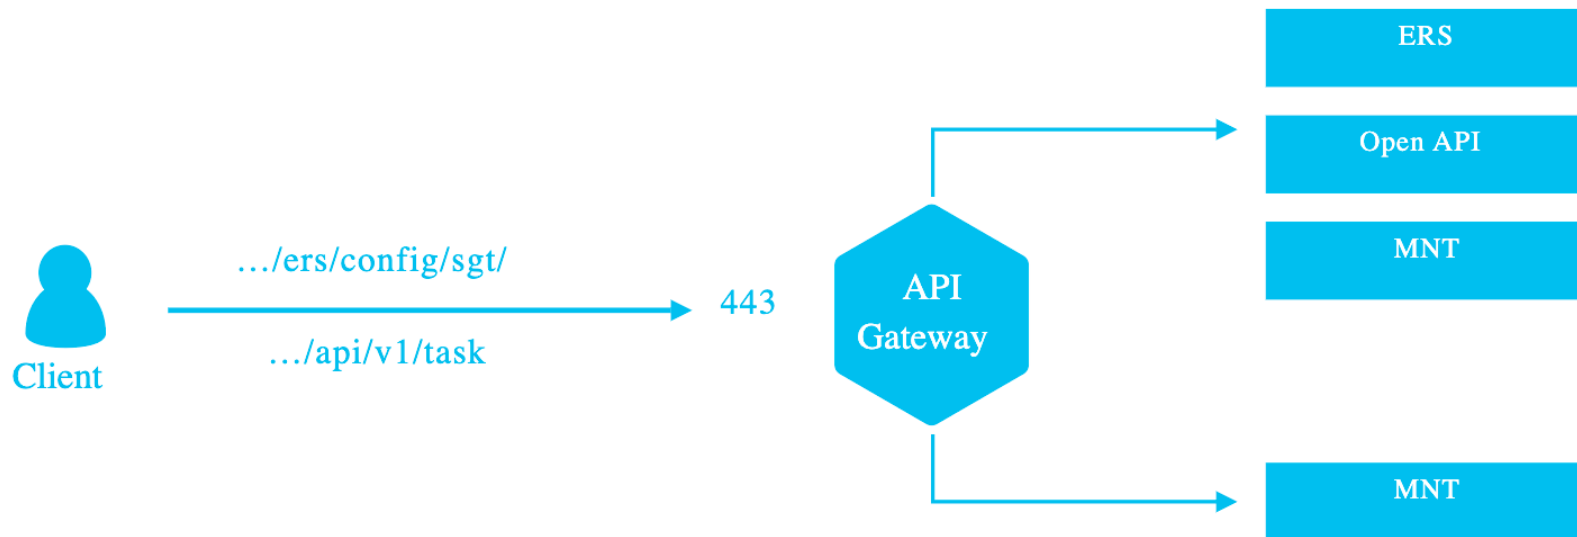 Client
…/ers/config/sgt/
…/api/v1/task
443
API
Gateway
ERS
Open API
MNT
MNT